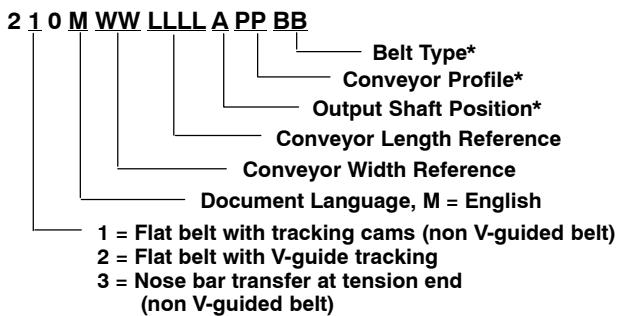 2 1 0 M WW LLLL A PP BB
Belt Type*
Conveyor Profile*
Output Shaft Position*
Conveyor Length Reference
Conveyor Width Reference
Document Language, M = English
1 = Flat belt with tracking cams (non V-guided belt)
2 = Flat belt with V-guide tracking
3 = Nose bar transfer at tension end
(non V-guided belt)